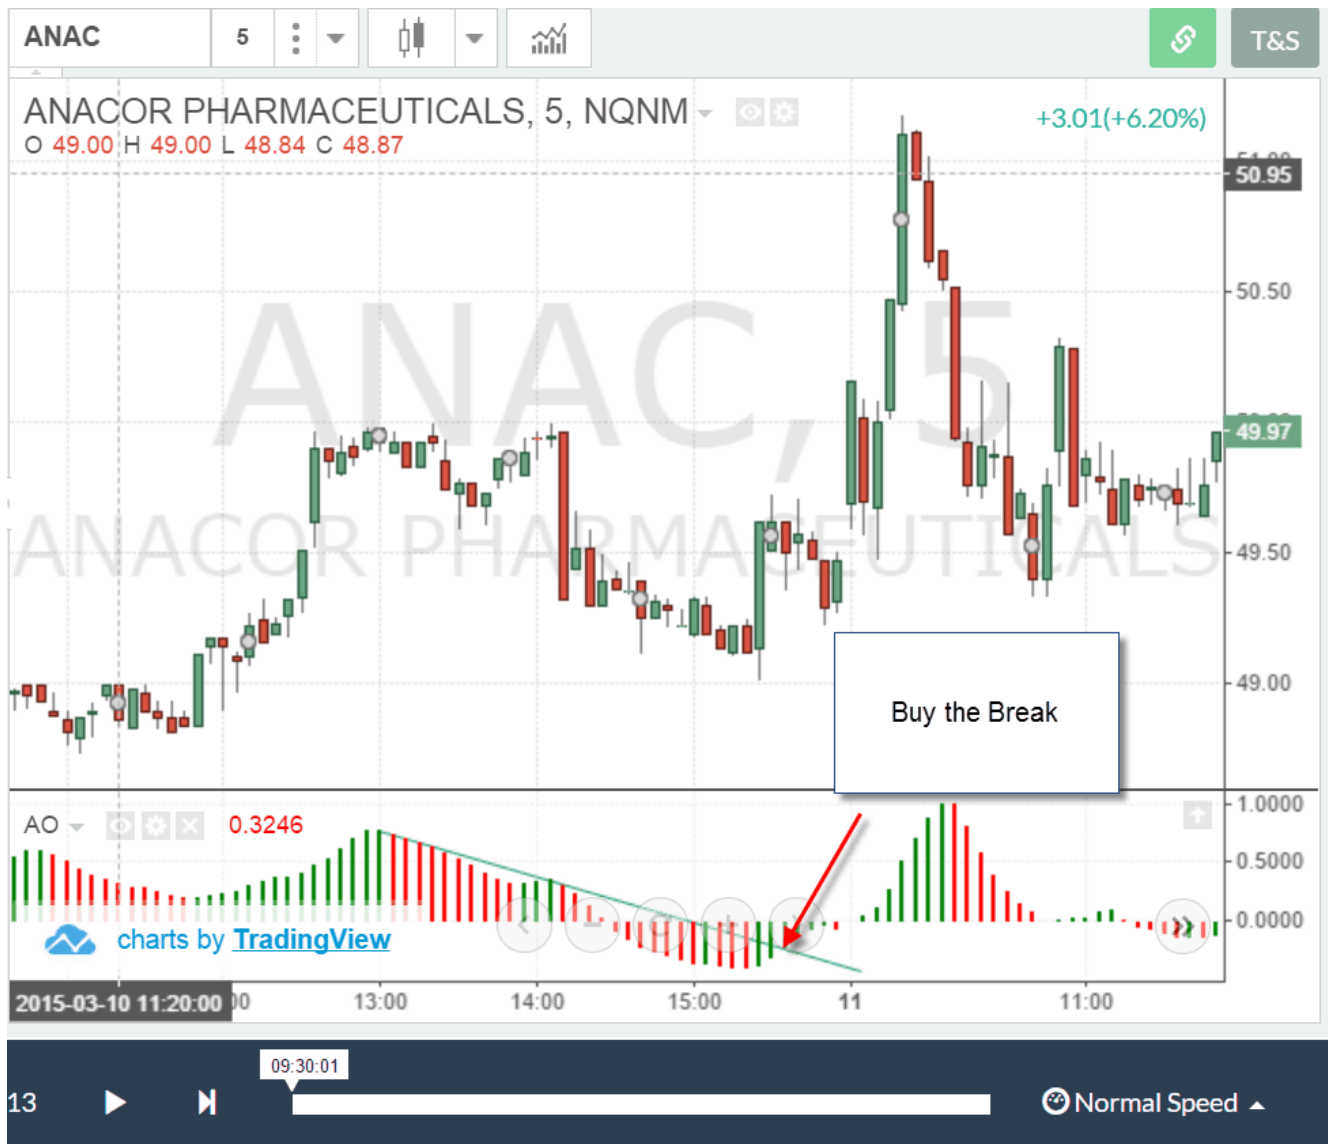 ANAC
5
T&S
ANACOR PHARMACEUTICALS, 5, NQNM
+3.01(+6.20%)
O 49.00 H 49.00 L 48.84 C 48.87
50.95
50.50
ANAC, 5
49.97
ANACOR PHARMACEUTICALS
49.50
49.00
Buy the Break
AO
0.3246
1.0000
0.5000
0.0000
charts by TradingView
2015-03-10 11:20:00
13:00
14:00
15:00
11
11:00
09:30:01
13
Normal Speed